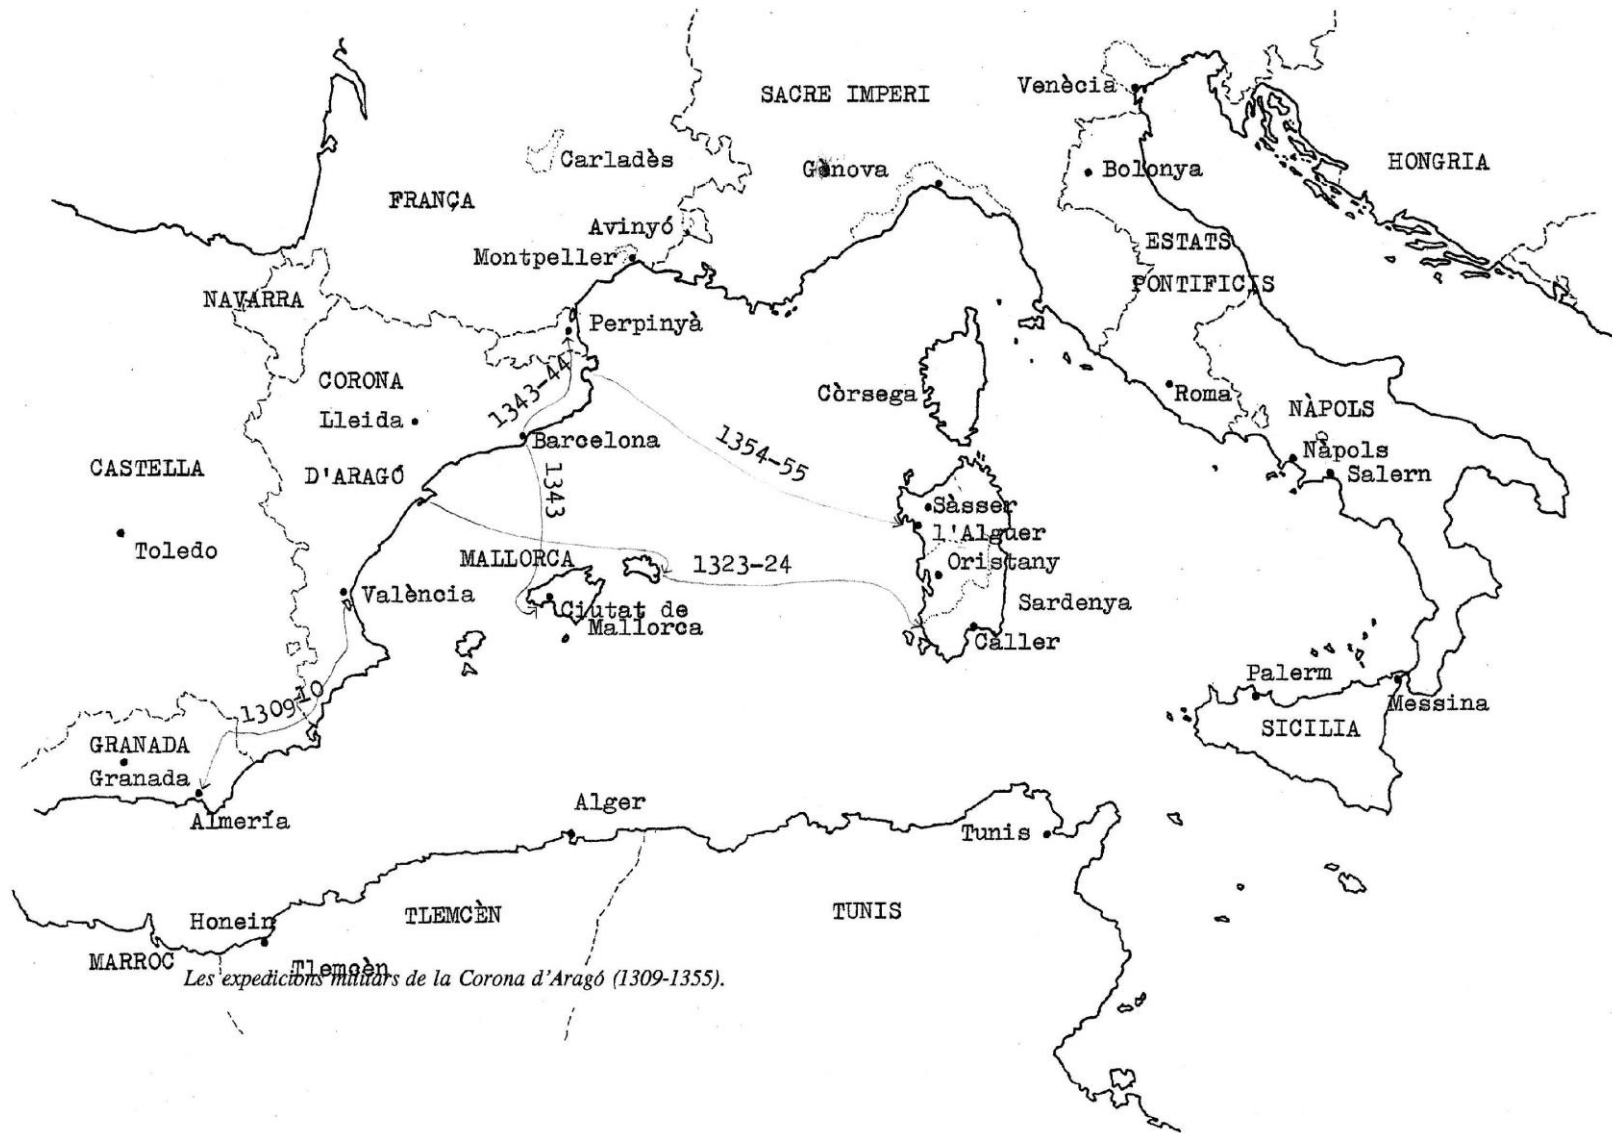 SACRE IMPERI
Venècia
Carladès
Gènova
Bolonya
HONGRIA
FRANÇA
Avinyó
Montpeller
ESTATS
PONTIFICIS
NAVARRA
Perpinyà
CORONA
1343-44
Lleida
Barcelona
Còrsega
Roma
NÀPOLS
Nàpols
Salern
CASTELLA
D'ARAGÓ
1343
1354-55
Toledo
Sàsser
l'Alguer
MALLORCA
1323-24
Oristany
València
Ciutat de
Mallorca
Sardenya
Càller
1309-10
Palerm
Messina
SICILIA
GRANADA
Granada
Almería
Alger
Tunis
Honein
TLEMCÈN
TUNIS
MARROC
Tlemcèn
Les expedicions militars de la Corona d'Aragó (1309-1355).